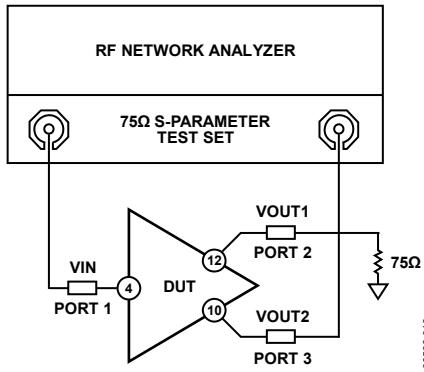 RF NETWORK ANALYZER
75Ω S-PARAMETER
TEST SET
VOUT1
12
PORT 2
75Ω
VIN
4
DUT
PORT 1
10
VOUT2
PORT 3